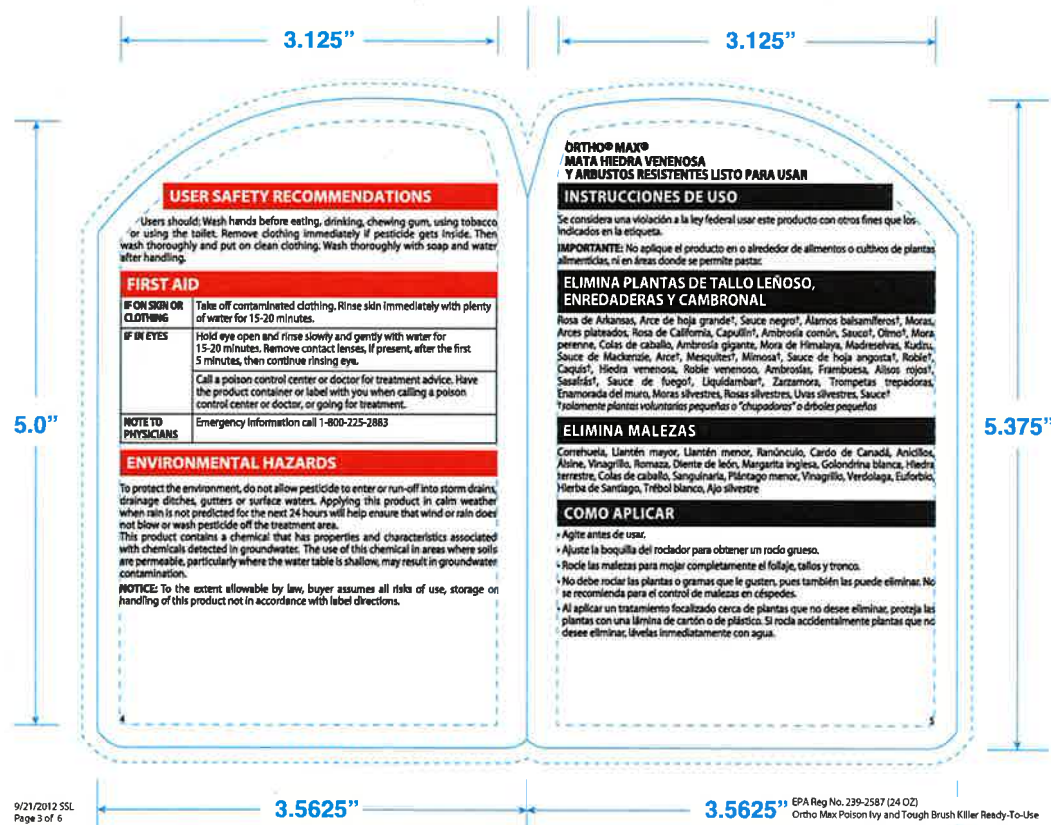 3.125”
3.125”
5.0”
USER SAFETY RECOMMENDATIONS
Users should: Wash hands before eating, drinking, chewing gum, using tobacco
or using the toilet. Remove clothing immediately if pesticide gets inside. Then
wash thoroughly and put on clean clothing. Wash thoroughly with soap and water
after handling.
FIRST AID
IF ON SKIN OR CLOTHING
Take off contaminated clothing. Rinse skin immediately with plenty
of water for 15-20 minutes.
IF IN EYES
Hold eye open and rinse slowly and gently with water for
15-20 minutes. Remove contact lenses, if present, after the first
5 minutes, then continue rinsing eye.
Call a poison control center or doctor for treatment advice. Have
the product container or label with you when calling a poison
control center or doctor, or going for treatment.
NOTE TO PHYSICIANS
Emergency information call 1-800-225-2883
ENVIRONMENTAL HAZARDS
To protect the environment, do not allow pesticide to enter or run-off into storm drains,
drainage ditches, gutters or surface waters. Applying this product in calm weather
when rain is not predicted for the next 24 hours will help ensure that wind or rain does
not blow or wash pesticide off the treatment area.
This product contains a chemical that has properties and characteristics associated
with chemicals detected in groundwater. The use of this chemical in areas where soils
are permeable, particularly where the water table is shallow, may result in groundwater
contamination.
NOTICE: To the extent allowable by law, buyer assumes all risks of use, storage or
handling of this product not in accordance with label directions.
4
ORTHO® MAX®
MATA HIEDRA VENENOSA
Y ARBUSTOS RESISTENTES LISTO PARA USAR
INSTRUCCIONES DE USO
Se considera una violación a la ley federal usar este producto con otros fines que los
indicados en la etiqueta.
IMPORTANTE: No aplique el producto en o alrededor de alimentos o cultivos de plantas
alimenticias, ni en áreas donde se permite pastar.
ELIMINA PLANTAS DE TALLO LEÑOSO,
ENREDADERAS Y CAMBRONAL
Rosa de Arkansas, Arce de hoja grande†, Sauce negro†, Álamos balsamíferos†, Moras,
Arces plateados, Rosa de California, Capullín†, Ambrosía común, Sauco†, Olmo†, Mora
perenne, Colas de caballo, Ambrosía gigante, Mora de Himalaya, Madreselvas, Kudzu,
Sauce de Mackenzie, Arce†, Mesquites†, Mimosa†, Sauce de hoja angosta†, Roble†,
Caquis†, Hiedra venenosa, Roble venenoso, Ambrosías, Frambuesa, Alisos rojos†,
Sasafrás†, Sauce de fuego†, Liquidambar†, Zarzamora, Trompetas trepadoras,
Enamorada del muro, Moras silvestres, Rosas silvestres, Uvas silvestres, Sauce†
†solamente plantas voluntarias pequeñas o "chupadoras" o árboles pequeños
ELIMINA MALEZAS
Correhuela, Llantén mayor, Llantén menor, Ranúnculo, Cardo de Canadá, Anicillos,
Álsine, Vinagrillo, Romaza, Diente de león, Margarita inglesa, Golondrina blanca, Hiedra
terrestre, Colas de caballo, Sanguinaria, Plántago menor, Vinagrillo, Verdolaga, Euforbio,
Hierba de Santiago, Trébol blanco, Ajo silvestre
COMO APLICAR
• Agite antes de usar.
• Ajuste la boquilla del rociador para obtener un rocío grueso.
• Rocíe las malezas para mojar completamente el follaje, tallos y tronco.
• No debe rociar las plantas o gramas que le gusten, pues también las puede eliminar. No
se recomienda para el control de malezas en céspedes.
• Al aplicar un tratamiento focalizado cerca de plantas que no desee eliminar, proteja las
plantas con una lámina de cartón o de plástico. Si rocía accidentalmente plantas que no
desee eliminar, lávelas inmediatamente con agua.
5
5.375”
3.5625”
3.5625”
9/21/2012 SSL
Page 3 of 6
EPA Reg No. 239-2587 (24 OZ)
Ortho Max Poison Ivy and Tough Brush Killer Ready-To-Use